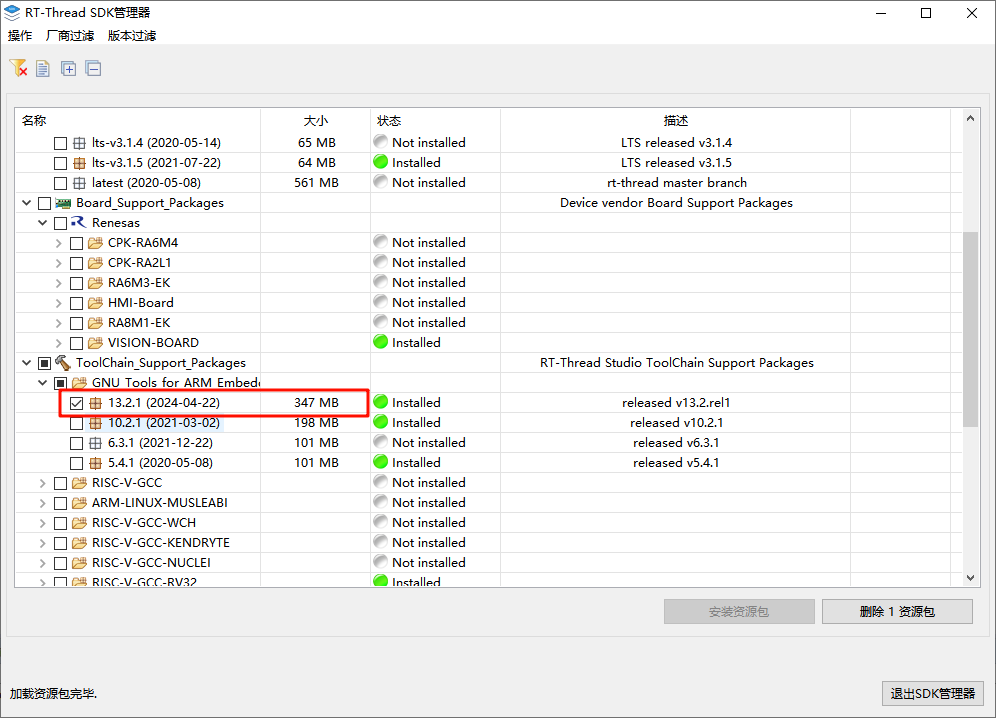 RT-Thread SDK管理器
操作 厂商过滤 版本过滤
名称 大小 状态 描述
lts-v3.1.4 (2020-05-14) 65 MB Not installed LTS released v3.1.4
lts-v3.1.5 (2021-07-22) 64 MB Installed LTS released v3.1.5
latest (2020-05-08) 561 MB Not installed rt-thread master branch
Board_Support_Packages Device vendor Board Support Packages
Renesas
CPK-RA6M4 Not installed
CPK-RA2L1 Not installed
RA6M3-EK Not installed
HMI-Board Not installed
RA8M1-EK Not installed
VISION-BOARD Installed
ToolChain_Support_Packages RT-Thread Studio ToolChain Support Packages
GNU Tools for ARM Embed
13.2.1 (2024-04-22) 347 MB Installed released v13.2.rel1
10.2.1 (2021-03-02) 198 MB Installed released v10.2.1
6.3.1 (2021-12-22) 101 MB Not installed released v6.3.1
5.4.1 (2020-05-08) 101 MB Installed released v5.4.1
RISC-V-GCC Not installed
ARM-LINUX-MUSLEABI Not installed
RISC-V-GCC-WCH Not installed
RISC-V-GCC-KENDRYTE Not installed
RISC-V-GCC-NUCLEI Not installed
RISC-V-GCC-RV32 Installed
安装资源包 删除 1 资源包
加载资源包完毕.
退出SDK管理器